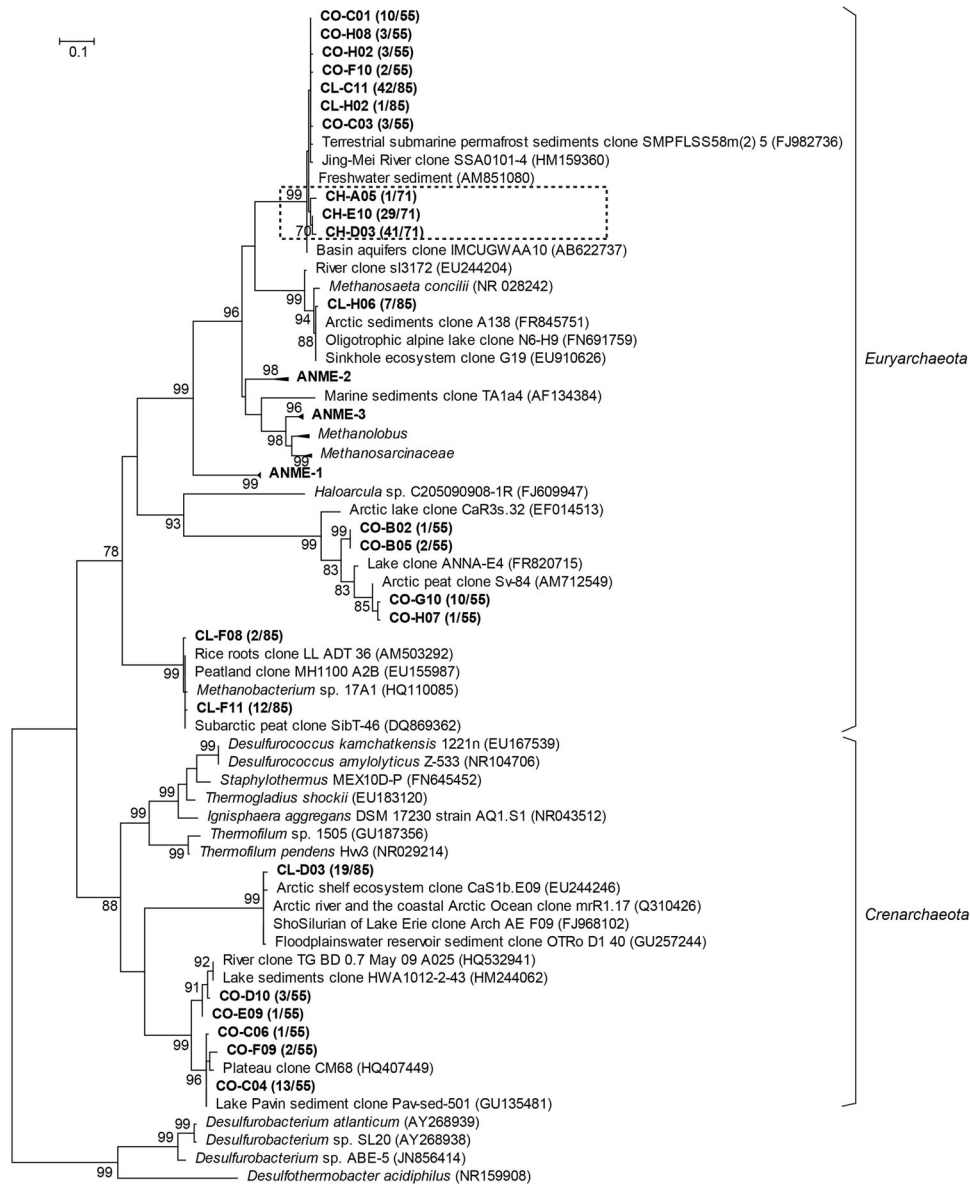 CO-C01 (10/55)
CO-H08 (3/55)
0.1
CO-H02 (3/55)
CO-F10 (2/55)
CL-C11 (42/85)
CL-H02 (1/85)
CO-C03 (3/55)
Terrestrial submarine permafrost sediments clone SMPFLSS58m(2) 5 (FJ982736)
Jing-Mei River clone SSA0101-4 (HM159360)
Freshwater sediment (AM851080)
99
CH-A05 (1/71)
CH-E10 (29/71)
70
CH-D03 (41/71)
Basin aquifers clone IMCUGWAA10 (AB622737)
River clone sl3172 (EU244204)
Methanosaeta concilii (NR 028242)
99
CL-H06 (7/85)
94
Arctic sediments clone A138 (FR845751)
96
88
Oligotrophic alpine lake clone N6-H9 (FN691759)
Sinkhole ecosystem clone G19 (EU910626)
Euryarchaeota
98
ANME-2
99
Marine sediments clone TA1a4 (AF134384)
96
ANME-3
98
Methanolobus
99
Methanosarcinaceae
99
ANME-1
Haloarcula sp. C205090908-1R (FJ609947)
93
Arctic lake clone CaR3s.32 (EF014513)
99
99
CO-B02 (1/55)
CO-B05 (2/55)
78
83
Lake clone ANNA-E4 (FR820715)
83
Arctic peat clone Sv-84 (AM712549)
85
CO-G10 (10/55)
CO-H07 (1/55)
CL-F08 (2/85)
Rice roots clone LL ADT 36 (AM503292)
99
Peatland clone MH1100 A2B (EU155987)
Methanobacterium sp. 17A1 (HQ110085)
CL-F11 (12/85)
Subarctic peat clone SibT-46 (DQ869362)
99
Desulfurococcus kamchatkensis 1221n (EU167539)
Desulfurococcus amylolyticus Z-533 (NR104706)
Staphylothermus MEX10D-P (FN645452)
99
Thermogladius shockii (EU183120)
99
Ignisphaera aggregans DSM 17230 strain AQ1.S1 (NR043512)
Thermofilum sp. 1505 (GU187356)
99
Thermofilum pendens Hw3 (NR029214)
CL-D03 (19/85)
88
99
Arctic shelf ecosystem clone CaS1b.E09 (EU244246)
Arctic river and the coastal Arctic Ocean clone mrR1.17 (Q310426)
Crenarchaeota
ShoSilurian of Lake Erie clone Arch AE F09 (FJ968102)
Floodplainswater reservoir sediment clone OTRo D1 40 (GU257244)
92
River clone TG BD 0.7 May 09 A025 (HQ532941)
Lake sediments clone HWA1012-2-43 (HM244062)
91
CO-D10 (3/55)
CO-E09 (1/55)
CO-C06 (1/55)
99
CO-F09 (2/55)
Plateau clone CM68 (HQ407449)
96
CO-C04 (13/55)
Lake Pavin sediment clone Pav-sed-501 (GU135481)
99
Desulfurobacterium atlanticum (AY268939)
99
Desulfurobacterium sp. SL20 (AY268938)
Desulfurobacterium sp. ABE-5 (JN856414)
99
Desulfothermobacter acidiphilus (NR159908)